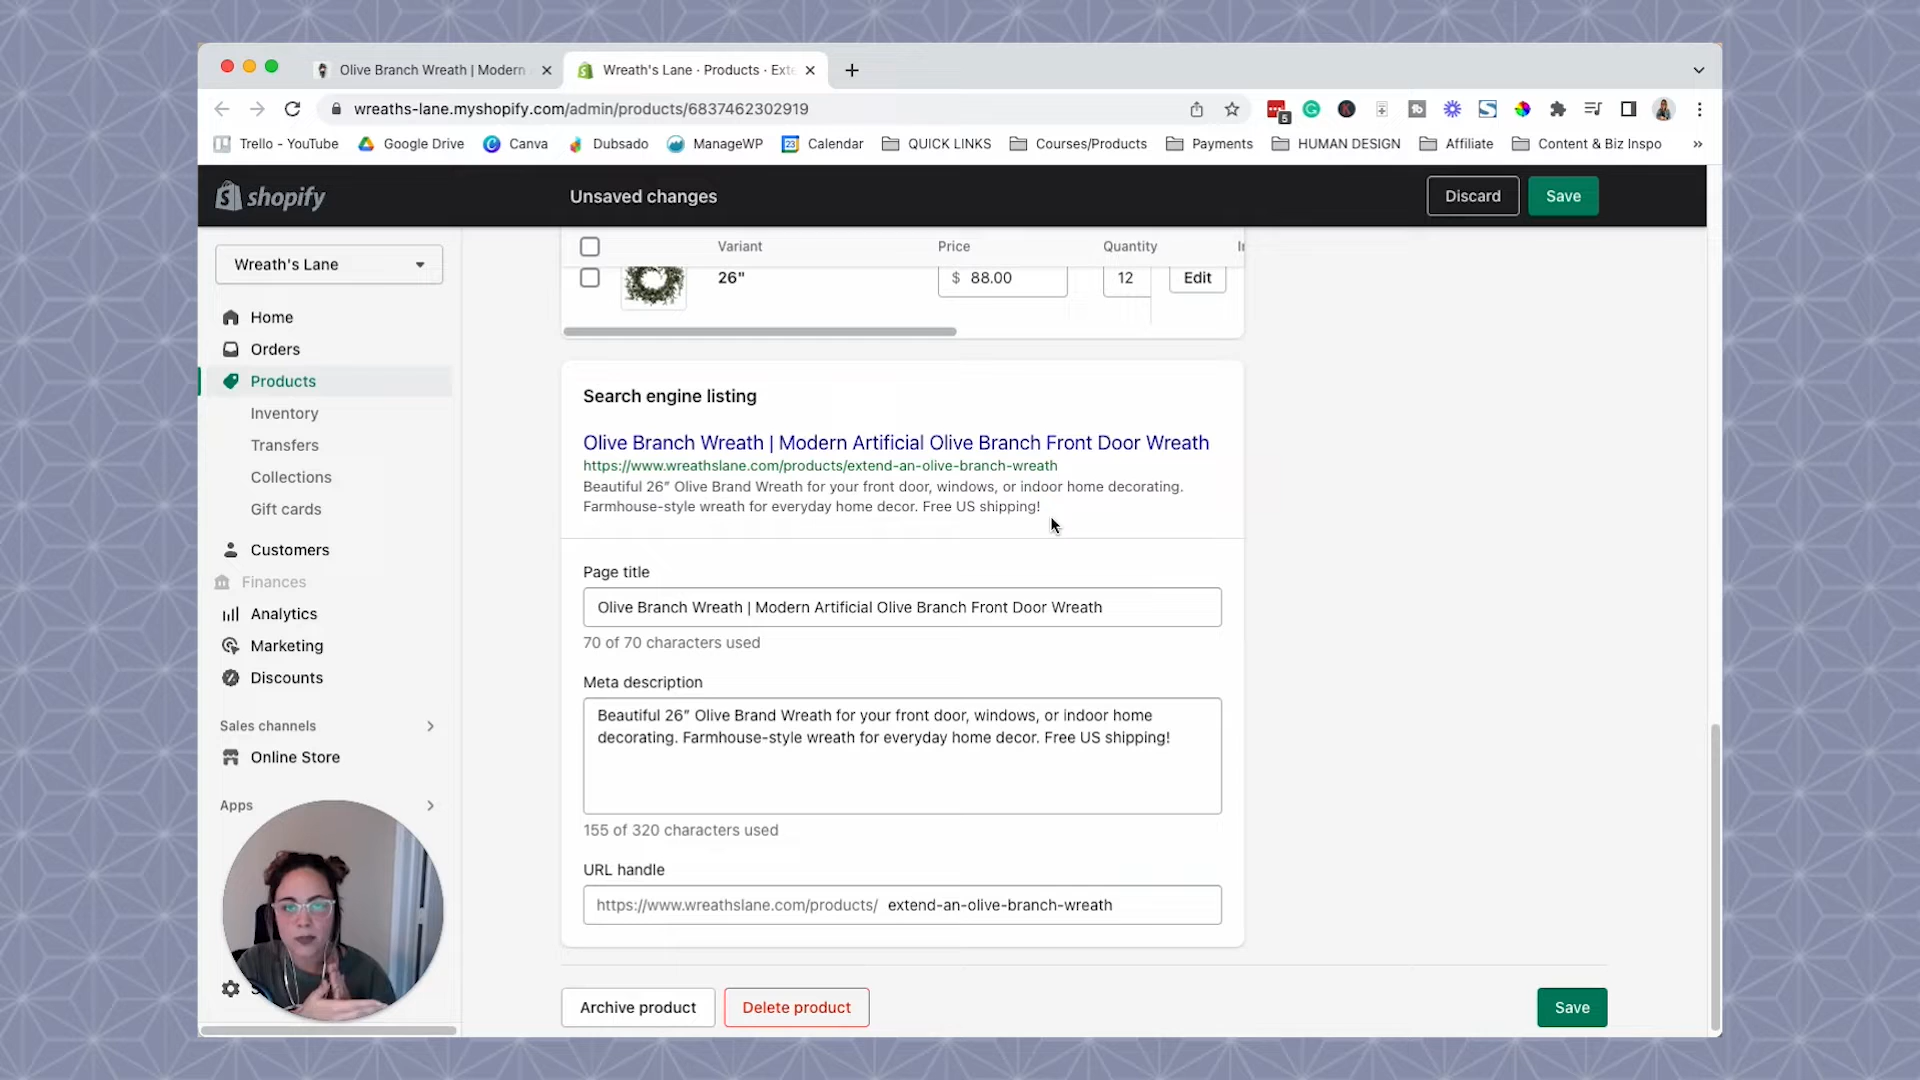 Olive Branch Wreath | Modern
Wreath's Lane · Products · Exte
wreaths-lane.myshopify.com/admin/products/6837462302919
5
Trello - YouTube
Google Drive
Canva
Dubsado
ManageWP
23
Calendar
QUICK LINKS
Courses/Products
Payments
HUMAN DESIGN
Affiliate
Content & Biz Inspo
»
shopify
Unsaved changes
Discard
Save
Wreath's Lane
Home
Orders
Products
Inventory
Transfers
Collections
Gift cards
Customers
Finances
Analytics
Marketing
Discounts
Sales channels
Online Store
Apps
Variant
Price
Quantity
26"
$ 88.00
12
Edit
Search engine listing
Olive Branch Wreath | Modern Artificial Olive Branch Front Door Wreath
https://www.wreathslane.com/products/extend-an-olive-branch-wreath
Beautiful 26” Olive Brand Wreath for your front door, windows, or indoor home decorating.
Farmhouse-style wreath for everyday home decor. Free US shipping!
Page title
Olive Branch Wreath | Modern Artificial Olive Branch Front Door Wreath
70 of 70 characters used
Meta description
Beautiful 26” Olive Brand Wreath for your front door, windows, or indoor home
decorating. Farmhouse-style wreath for everyday home decor. Free US shipping!
155 of 320 characters used
URL handle
https://www.wreathslane.com/products/ extend-an-olive-branch-wreath
Archive product
Delete product
Save